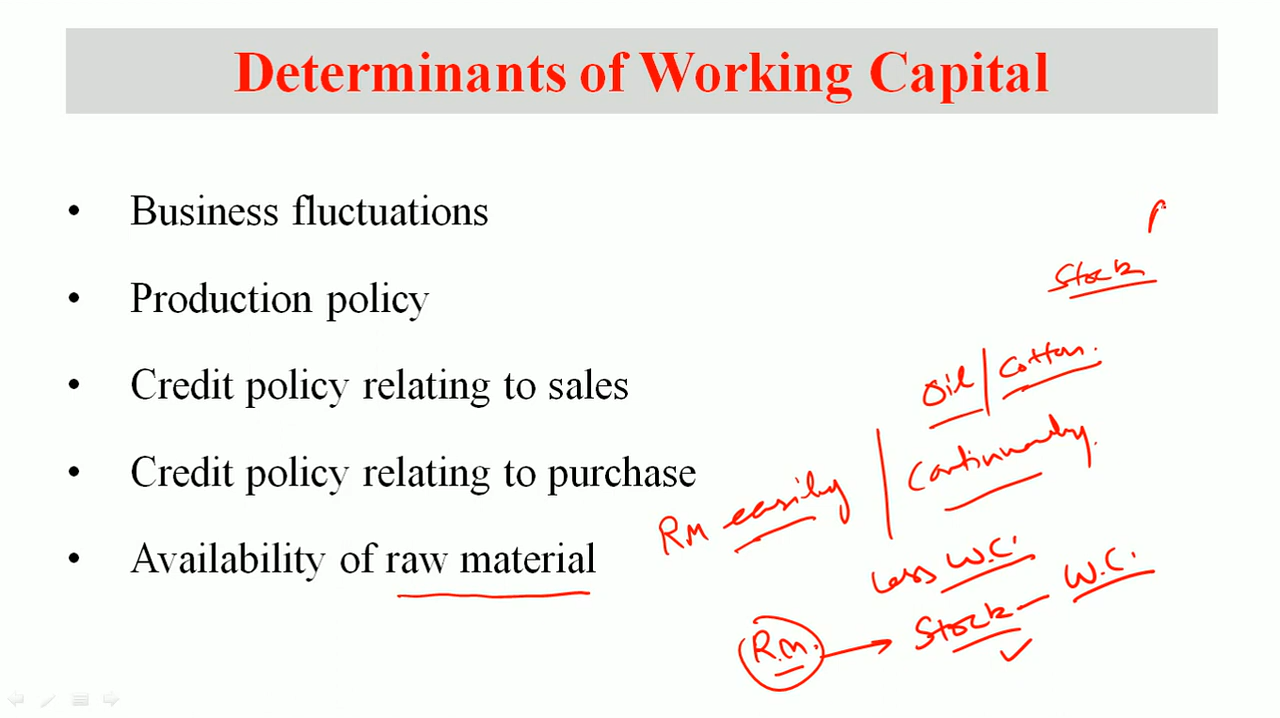 Determinants of Working Capital
• Business fluctuations
• Production policy
• Credit policy relating to sales
• Credit policy relating to purchase
• Availability of raw material
Stock
Oil | Cotton.
RM easily | Continuously.
Less W.C.
R.M. → Stock – W.C.